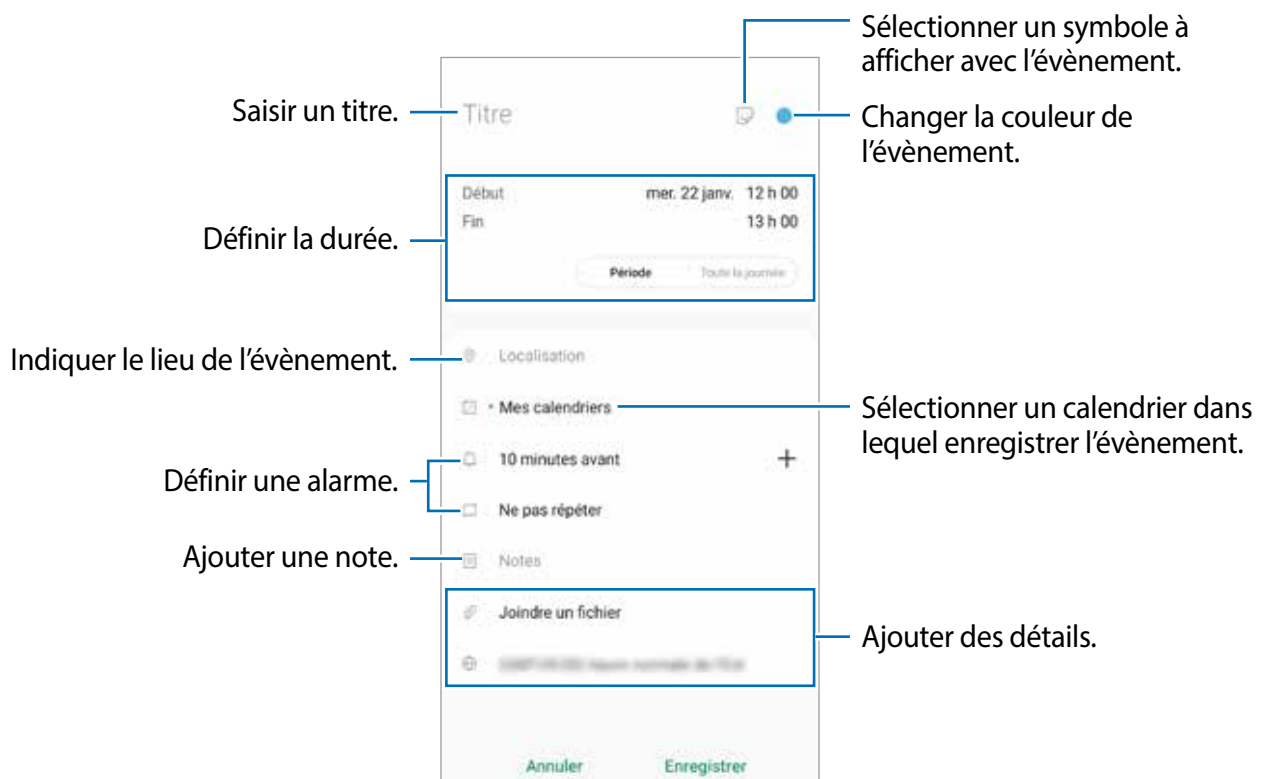 Sélectionner un symbole à
afficher avec l'évènement.
Saisir un titre.
Titre
Changer la couleur de
l'évènement.
Début mer. 22 janv. 12 h 00
Fin 13 h 00
Définir la durée.
Période Toute la journée
Indiquer le lieu de l'évènement.
Localisation
Mes calendriers
Sélectionner un calendrier dans
lequel enregistrer l'évènement.
10 minutes avant
Définir une alarme.
Ne pas répéter
Ajouter une note.
Notes
Joindre un fichier
Ajouter des détails.
heure normale de
Annuler Enregistrer